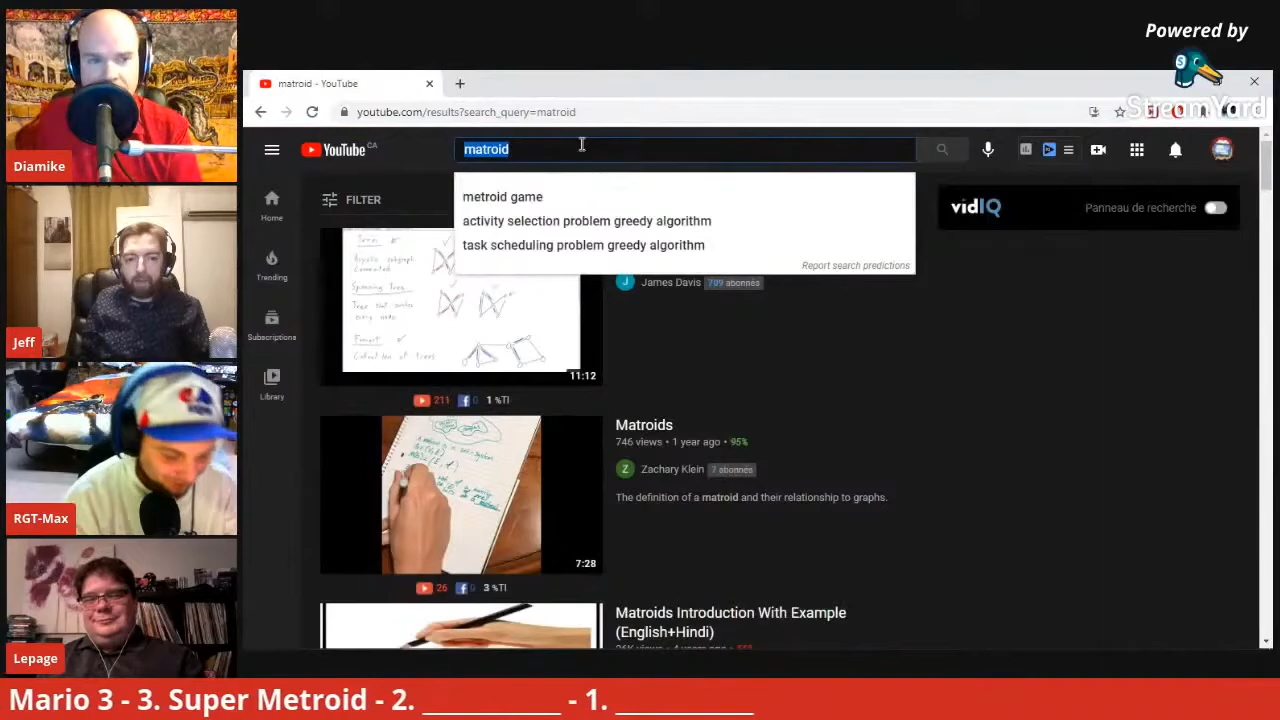 Powered by
StreamYard
Diamike
Jeff
RGT-Max
Lepage
matroid - YouTube
youtube.com/results?search_query=matroid
YouTube CA
matroid
metroid game
activity selection problem greedy algorithm
task scheduling problem greedy algorithm
Report search predictions
FILTER
Home
Trending
Subscriptions
Library
vidIQ
Panneau de recherche
James Davis 709 abonnés
Spanning Tree
11:12
211 0 1 %TI
Matroids
746 views • 1 year ago • 95%
Z Zachary Klein 7 abonnés
The definition of a matroid and their relationship to graphs.
7:28
26 0 3 %TI
Matroids Introduction With Example
(English+Hindi)
Mario 3 - 3. Super Metroid - 2. __________ - 1. __________